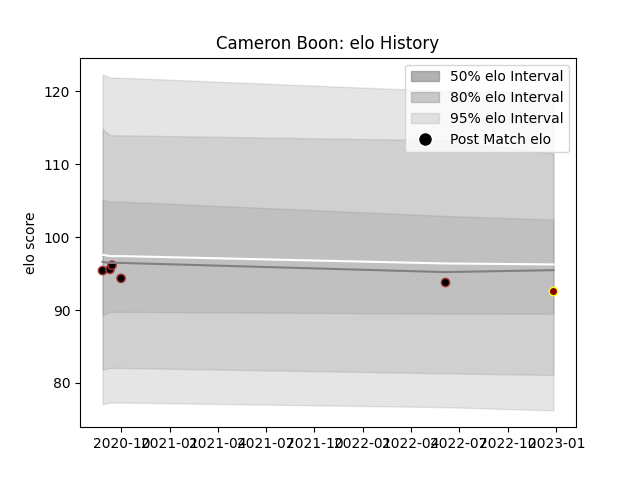 Cameron Boon: elo History
50% elo Interval
80% elo Interval
95% elo Interval
Post Match elo
elo score
120
110
100
90
80
2020-10 2021-01 2021-04 2021-07 2021-10 2022-01 2022-04 2022-07 2022-10 2023-01